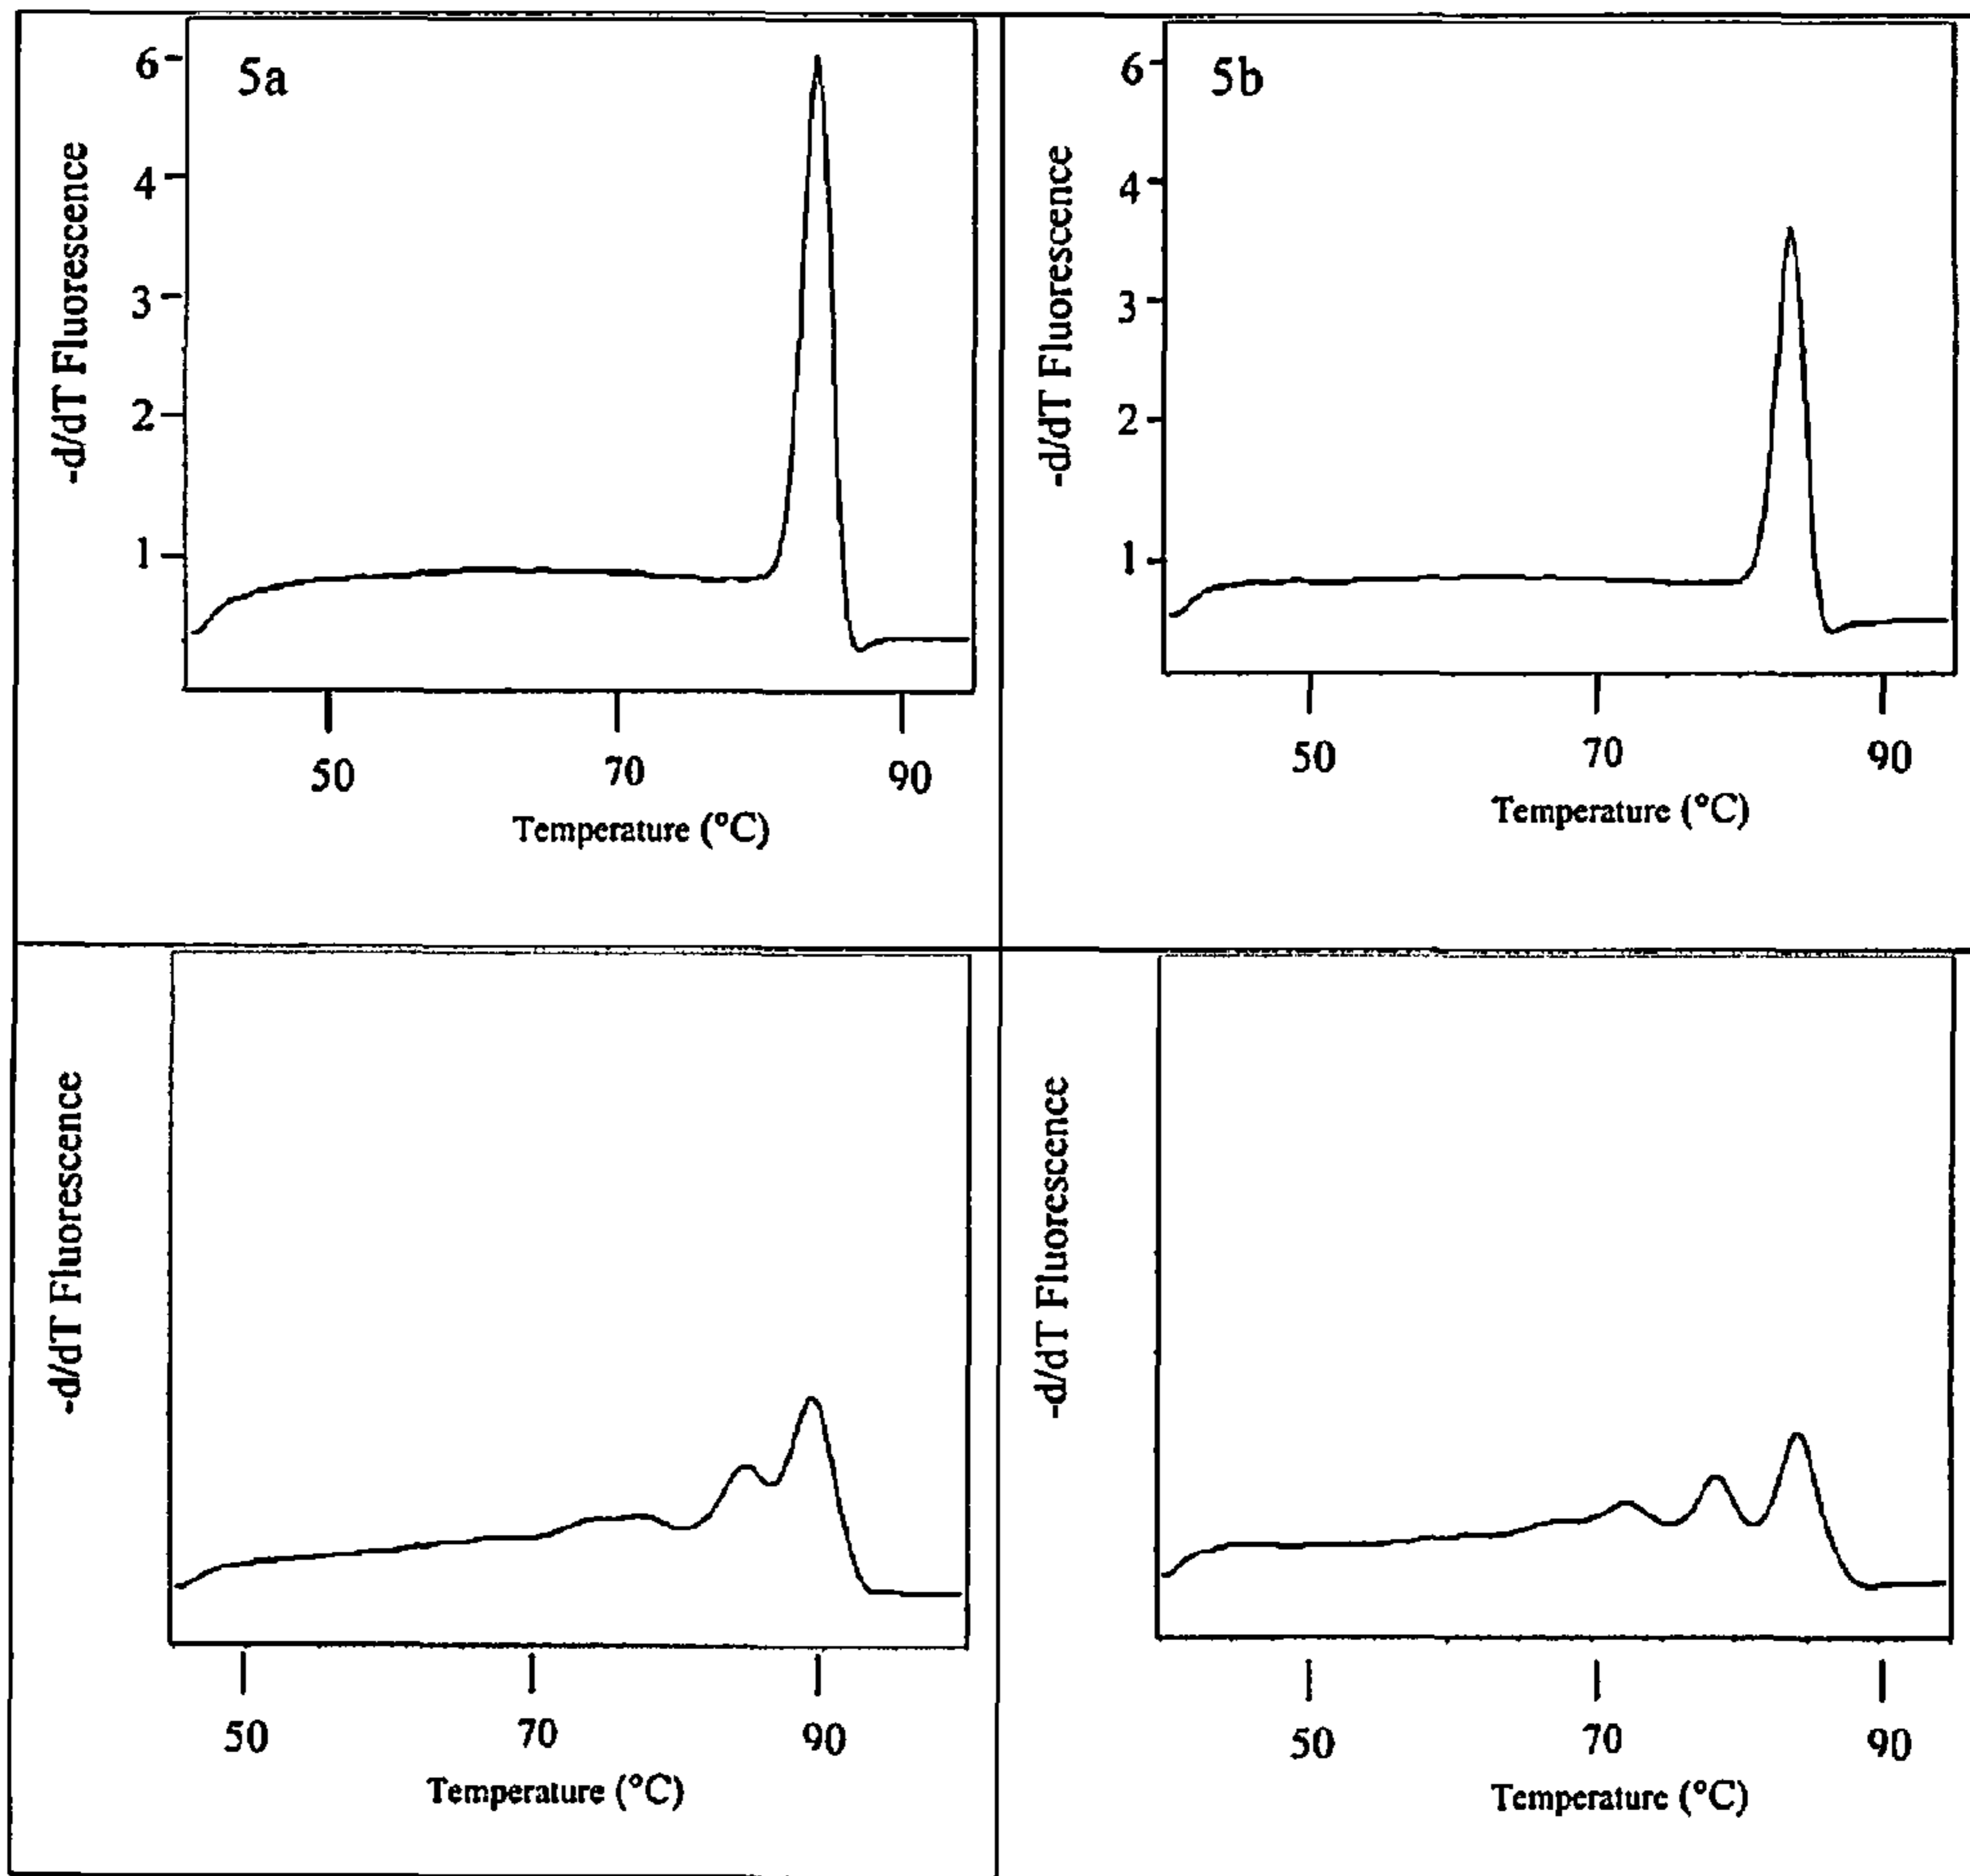 5a
-d/dT Fluorescence
6
4
3
2
1
50 70 90
Temperature (°C)
5b
-d/dT Fluorescence
6
4
3
2
1
50 70 90
Temperature (°C)
-d/dT Fluorescence
50 70 90
Temperature (°C)
-d/dT Fluorescence
50 70 90
Temperature (°C)